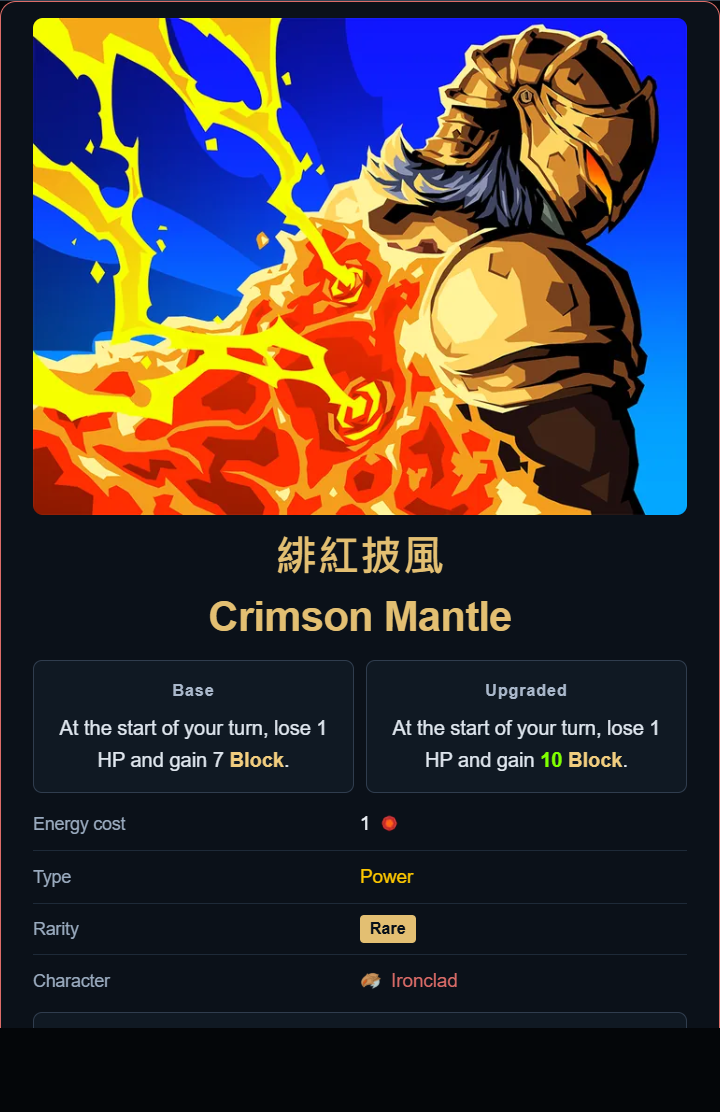 緋紅披風
Crimson Mantle
Base
At the start of your turn, lose 1
HP and gain 7 Block.
Upgraded
At the start of your turn, lose 1
HP and gain 10 Block.
Energy cost
1
Type
Power
Rarity
Rare
Character
Ironclad